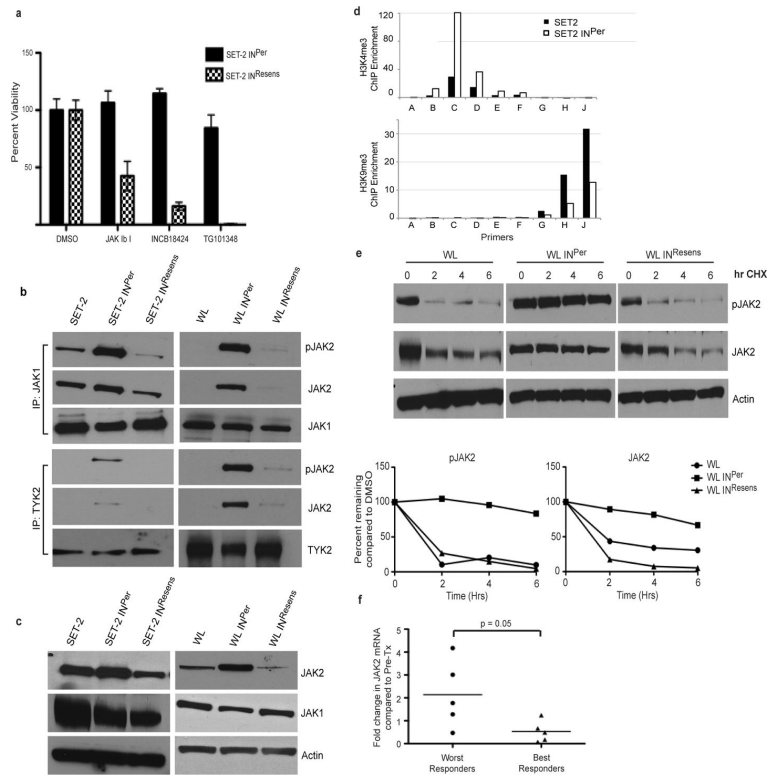 a
SET-2 IN^Per
SET-2 IN^Resens
Percent Viability
150
100
50
DMSO JAK Ib I INCB18424 TG101348
b
SET-2 SET-2 IN^Per SET-2 IN^Resens WL WL IN^Per WL IN^Resens
IP: JAK1
pJAK2
JAK2
JAK1
IP: TYK2
pJAK2
JAK2
TYK2
c
SET-2 SET-2 IN^Per SET-2 IN^Resens WL WL IN^Per WL IN^Resens
JAK2
JAK1
Actin
d
SET2
SET2 IN^Per
H3K4me3
ChIP Enrichment
120
80
40
0
A B C D E F G H J
H3K9me3
ChIP Enrichment
30
20
10
0
A B C D E F G H J
Primers
e
WL WL IN^Per WL IN^Resens
0 2 4 6 0 2 4 6 0 2 4 6 hr CHX
pJAK2
JAK2
Actin
pJAK2
Percent remaining
compared to DMSO
150
100
50
0
0 2 4 6
Time (Hrs)
JAK2
150
100
50
0
0 2 4 6
Time (Hrs)
WL
WL IN^Per
WL IN^Resens
f
p = 0.05
Fold change in JAK2 mRNA
compared to Pre-Tx
5
4
3
2
1
0
Worst
Responders
Best
Responders